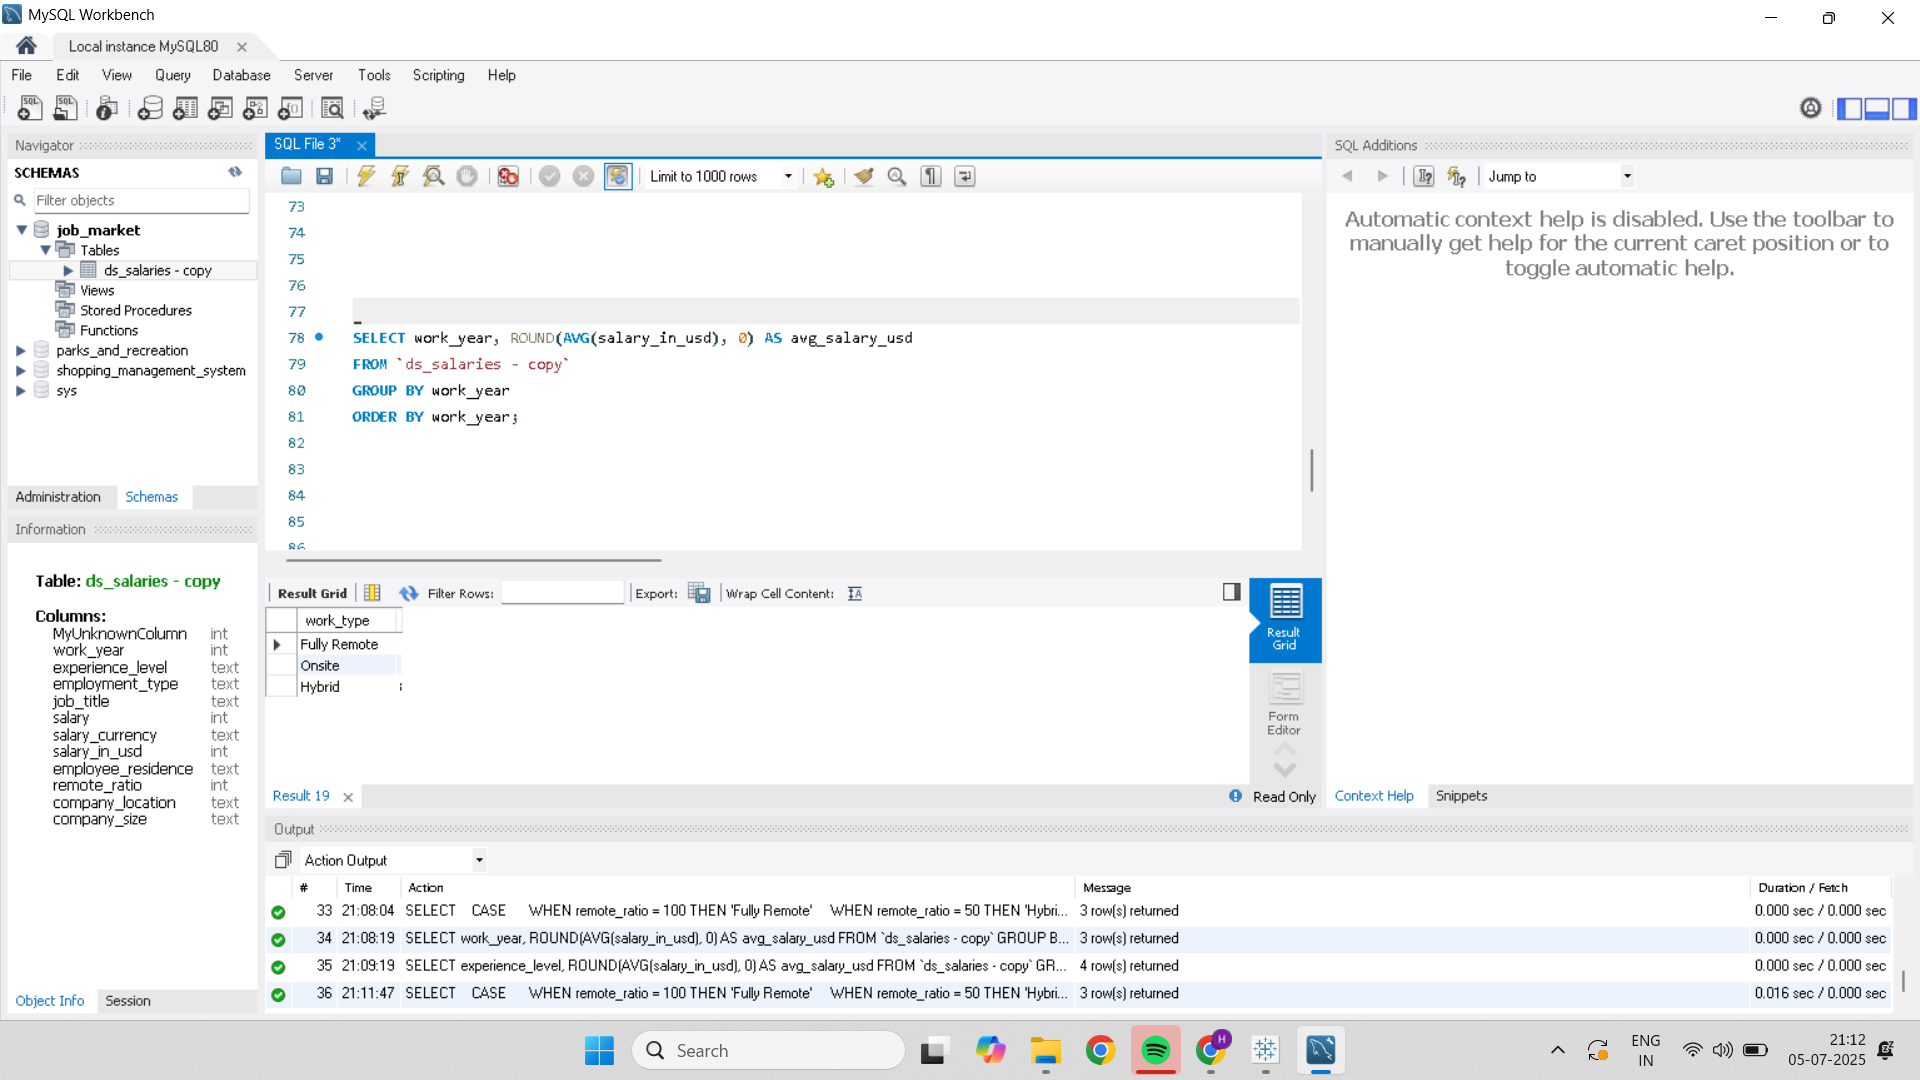 MySQL Workbench
Local instance MySQL80
File Edit View Query Database Server Tools Scripting Help
Navigator
SCHEMAS
Filter objects
job_market
Tables
ds_salaries - copy
Views
Stored Procedures
Functions
parks_and_recreation
shopping_management_system
sys
Administration Schemas
Information
Table: ds_salaries - copy
Columns:
MyUnknownColumn int
work_year int
experience_level text
employment_type text
job_title text
salary int
salary_currency text
salary_in_usd int
employee_residence text
remote_ratio int
company_location text
company_size text
Object Info Session
SQL File 3*
Limit to 1000 rows
73
74
75
76
77
78 SELECT work_year, ROUND(AVG(salary_in_usd), 0) AS avg_salary_usd
79 FROM `ds_salaries - copy`
80 GROUP BY work_year
81 ORDER BY work_year;
82
83
84
85
86
Result Grid Filter Rows: Export: Wrap Cell Content:
work_type
Fully Remote
Onsite
Hybrid
Result Grid
Form Editor
Result 19
Read Only
SQL Additions
Jump to
Automatic context help is disabled. Use the toolbar to
manually get help for the current caret position or to
toggle automatic help.
Context Help Snippets
Output
Action Output
# Time Action Message Duration / Fetch
33 21:08:04 SELECT CASE WHEN remote_ratio = 100 THEN 'Fully Remote' WHEN remote_ratio = 50 THEN 'Hybri... 3 row(s) returned 0.000 sec / 0.000 sec
34 21:08:19 SELECT work_year, ROUND(AVG(salary_in_usd), 0) AS avg_salary_usd FROM `ds_salaries - copy` GROUP B... 3 row(s) returned 0.000 sec / 0.000 sec
35 21:09:19 SELECT experience_level, ROUND(AVG(salary_in_usd), 0) AS avg_salary_usd FROM `ds_salaries - copy` GR... 4 row(s) returned 0.000 sec / 0.000 sec
36 21:11:47 SELECT CASE WHEN remote_ratio = 100 THEN 'Fully Remote' WHEN remote_ratio = 50 THEN 'Hybri... 3 row(s) returned 0.016 sec / 0.000 sec
Search
H
ENG
IN
21:12
05-07-2025